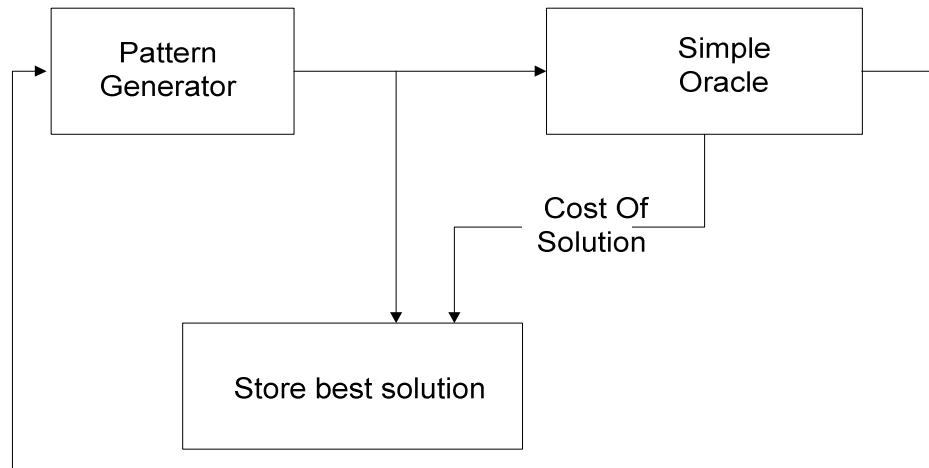 Pattern
Generator
Simple
Oracle
Cost Of
Solution
Store best solution